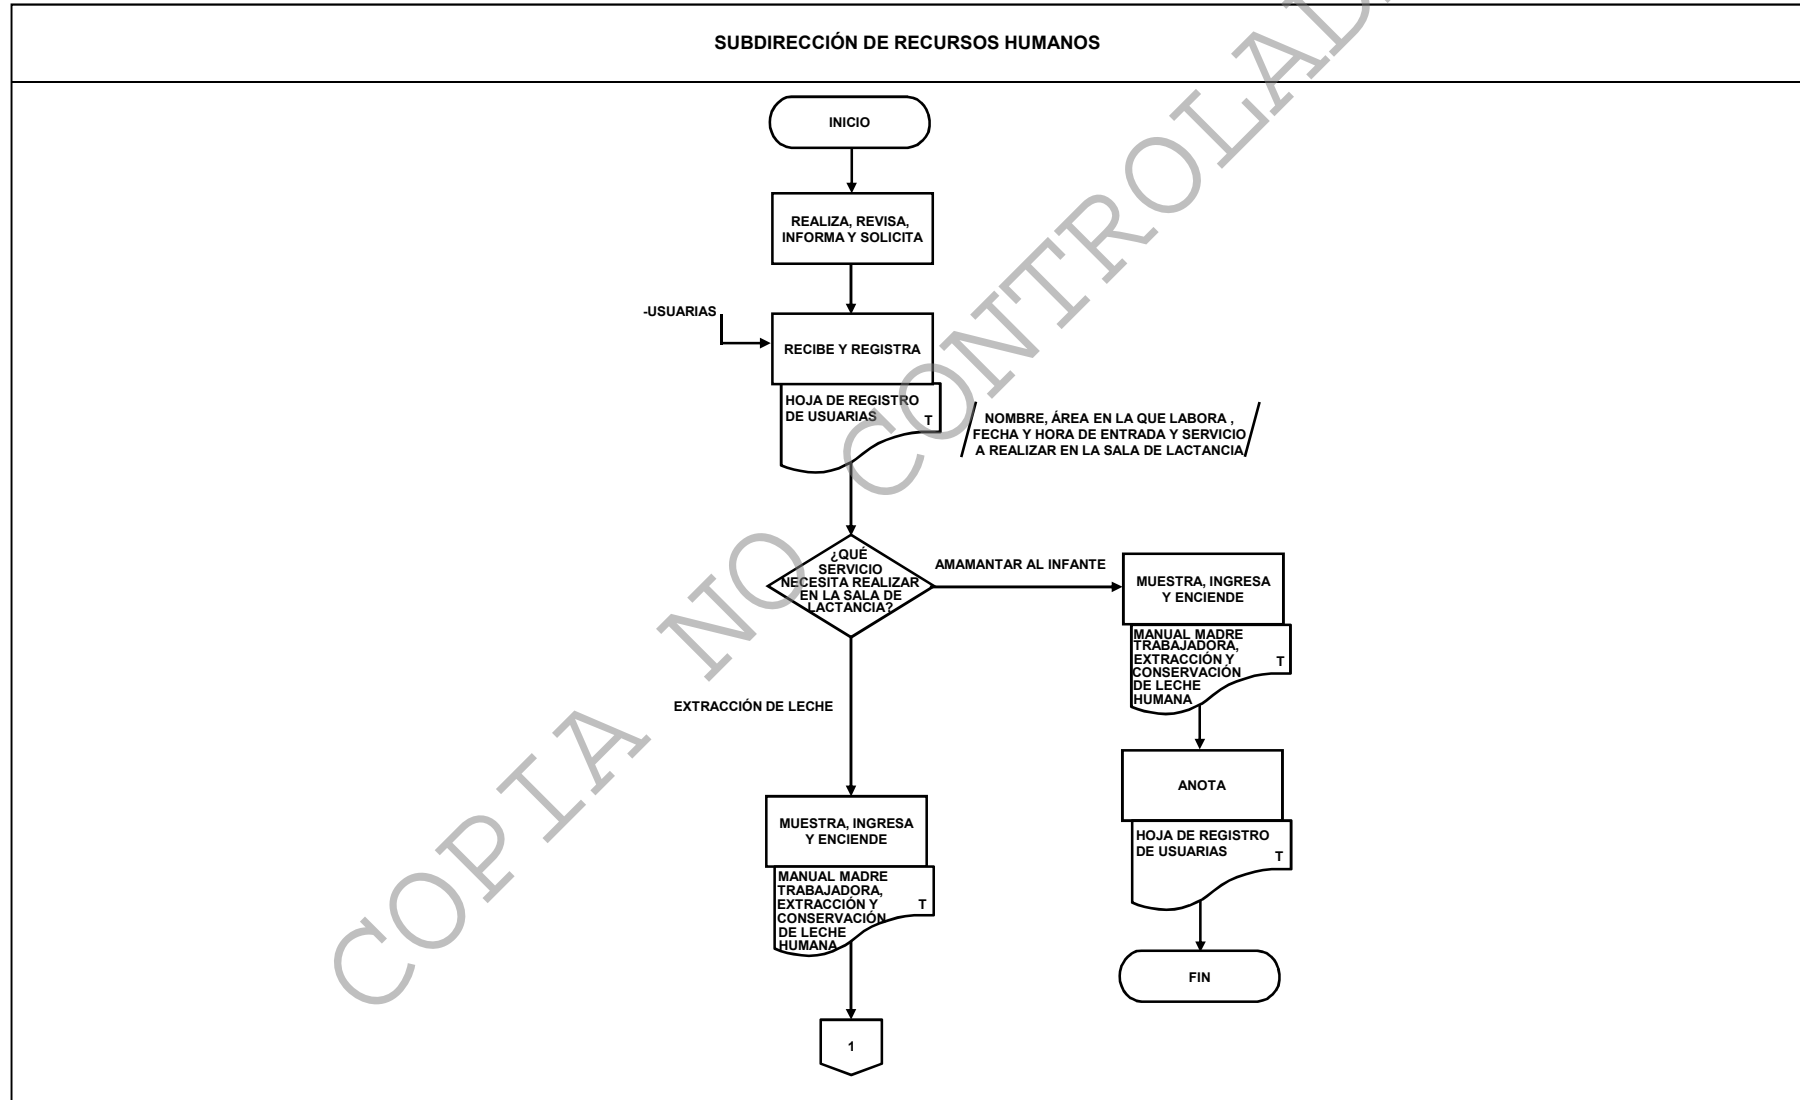 SUBDIRECCIÓN DE RECURSOS HUMANOS
INICIO
REALIZA, REVISA,
INFORMA Y SOLICITA
-USUARIAS
RECIBE Y REGISTRA
HOJA DE REGISTRO
DE USUARIAS
T
NOMBRE, ÁREA EN LA QUE LABORA ,
FECHA Y HORA DE ENTRADA Y SERVICIO
A REALIZAR EN LA SALA DE LACTANCIA
¿QUÉ
SERVICIO
NECESITA REALIZAR
EN LA SALA DE
LACTANCIA?
AMAMANTAR AL INFANTE
MUESTRA, INGRESA
Y ENCIENDE
MANUAL MADRE
TRABAJADORA,
EXTRACCIÓN Y
CONSERVACIÓN
DE LECHE
HUMANA
T
ANOTA
HOJA DE REGISTRO
DE USUARIAS
T
FIN
EXTRACCIÓN DE LECHE
MUESTRA, INGRESA
Y ENCIENDE
MANUAL MADRE
TRABAJADORA,
EXTRACCIÓN Y
CONSERVACIÓN
DE LECHE
HUMANA
T
1
COPIA NO CONTROLAD